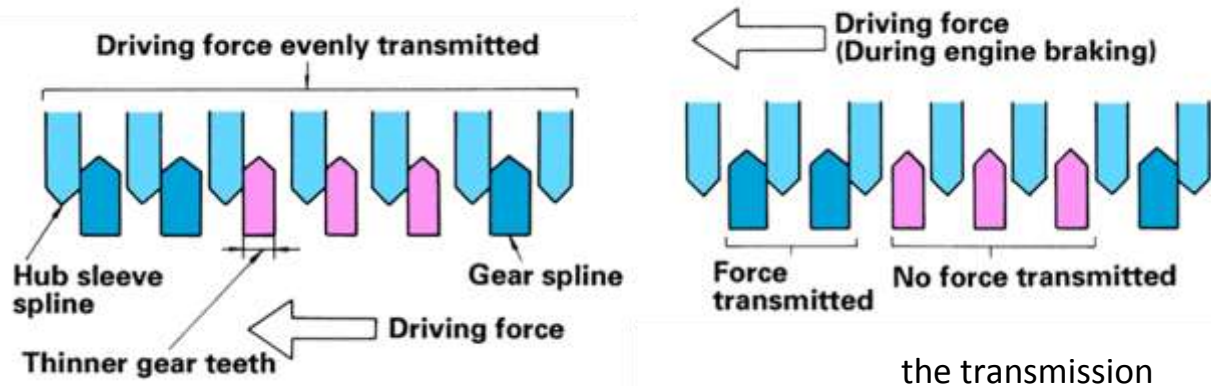 Driving force evenly transmitted
Hub sleeve
spline
Gear spline
Driving force
Thinner gear teeth
Driving force
(During engine braking)
Force
transmitted
No force transmitted
the transmission